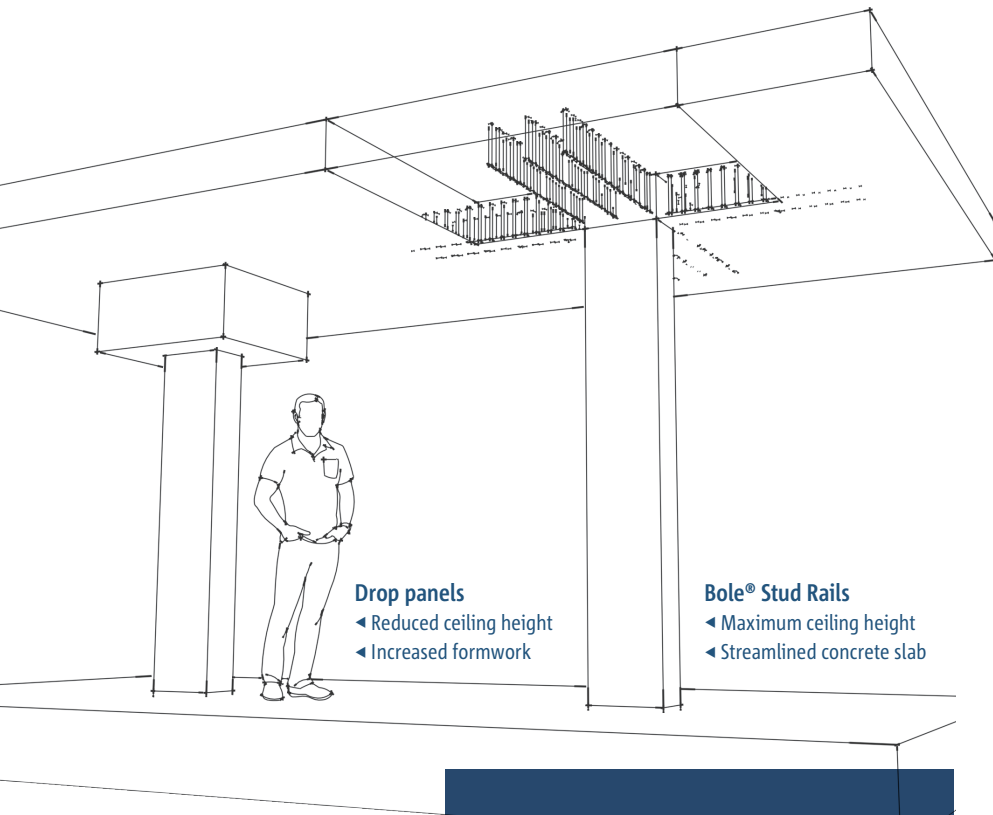 Drop panels
◄ Reduced ceiling height
◄ Increased formwork
Bole® Stud Rails
◄ Maximum ceiling height
◄ Streamlined concrete slab